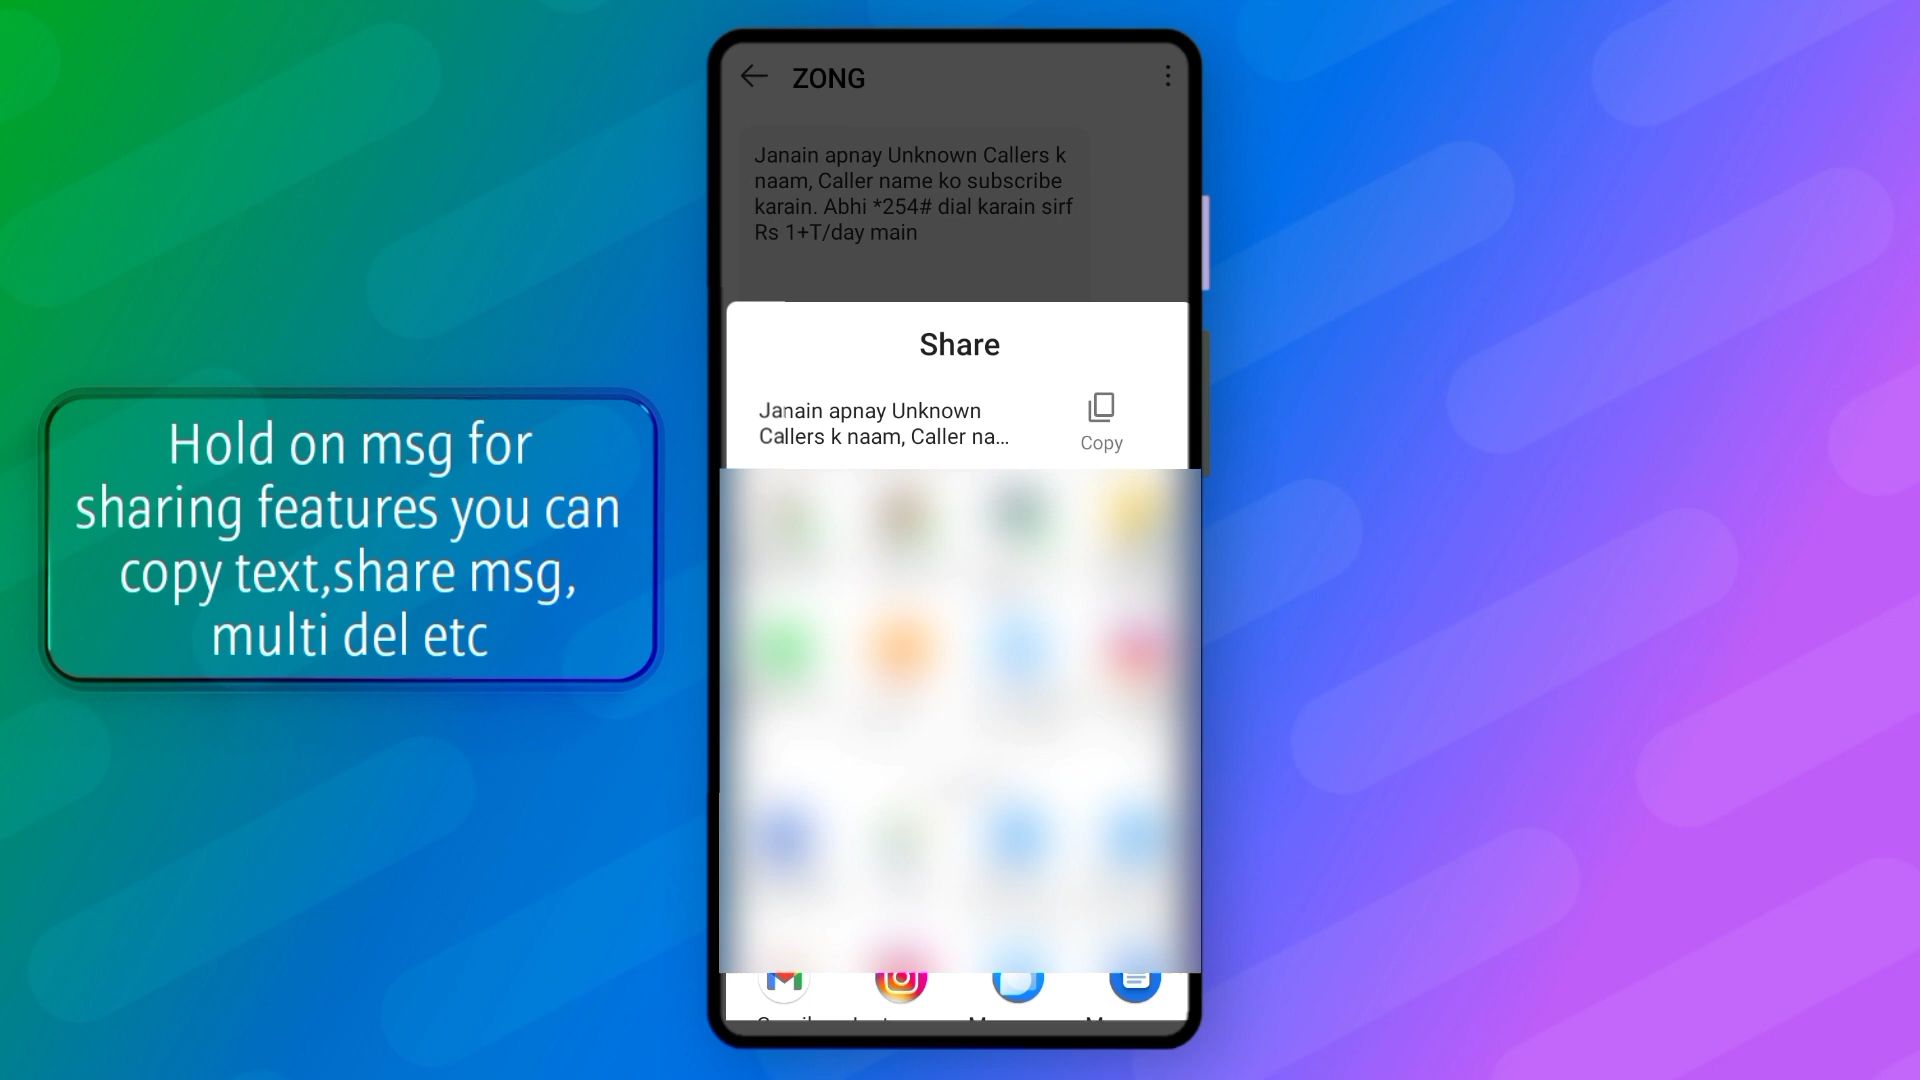 Hold on msg for
sharing features you can
copy text,share msg,
multi del etc
ZONG
Janain apnay Unknown Callers k
naam, Caller name ko subscribe
karain. Abhi *254# dial karain sirf
Rs 1+T/day main
Share
Janain apnay Unknown
Callers k naam, Caller na...
Copy